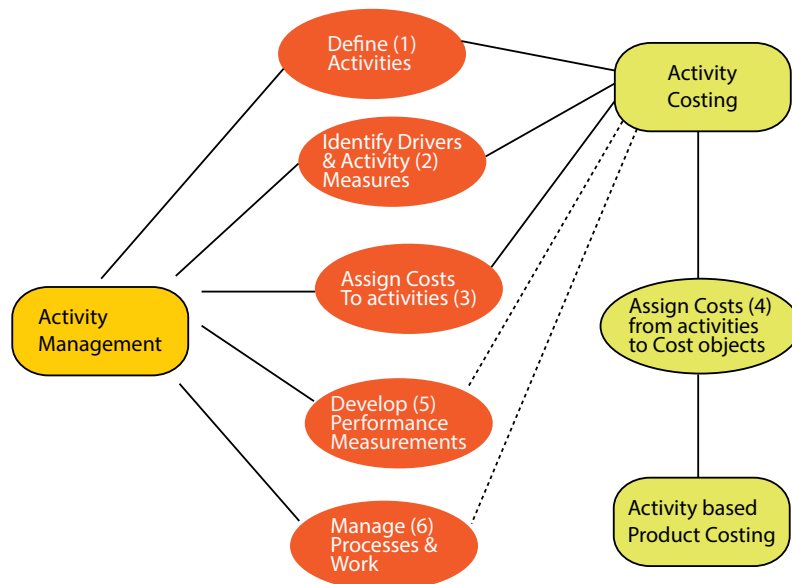 Define (1)
Activities
Activity
Costing
Identify Drivers
& Activity (2)
Measures
Assign Costs
To activities (3)
Activity
Management
Assign Costs (4)
from activities
to Cost objects
Develop (5)
Performance
Measurements
Manage (6)
Processes &
Work
Activity based
Product Costing